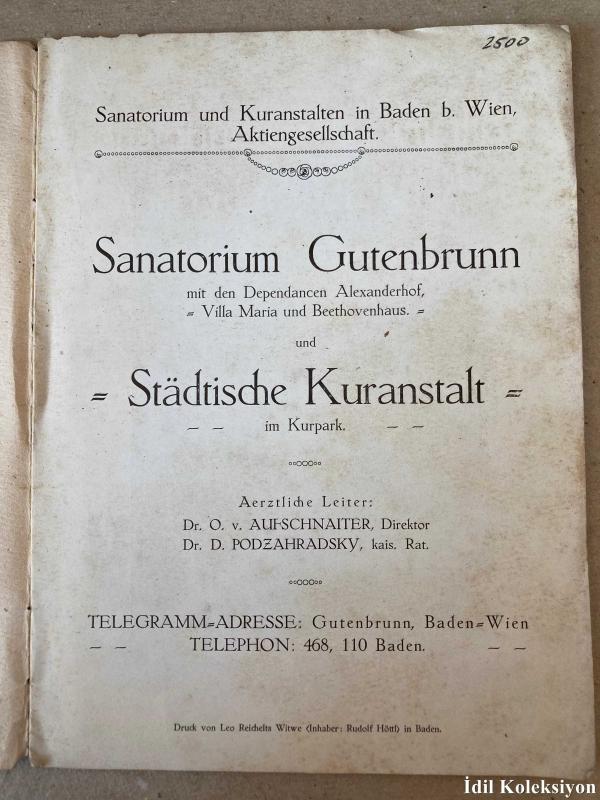 2500
Sanatorium und Kuranstalten in Baden b. Wien,
Aktiengesellschaft.
Sanatorium Gutenbrunn
mit den Dependancen Alexanderhof,
= Villa Maria und Beethovenhaus. =
und
= Städtische Kuranstalt =
— — im Kurpark. — —
Aerztliche Leiter:
Dr. O. v. AUFSCHNAITER, Direktor
Dr. D. PODZAHRADSKY, kais. Rat.
TELEGRAMM=ADRESSE: Gutenbrunn, Baden=Wien
— — TELEPHON: 468, 110 Baden. — —
Druck von Leo Reichelts Witwe (Inhaber: Rudolf Höttl) in Baden.
İdil Koleksiyon